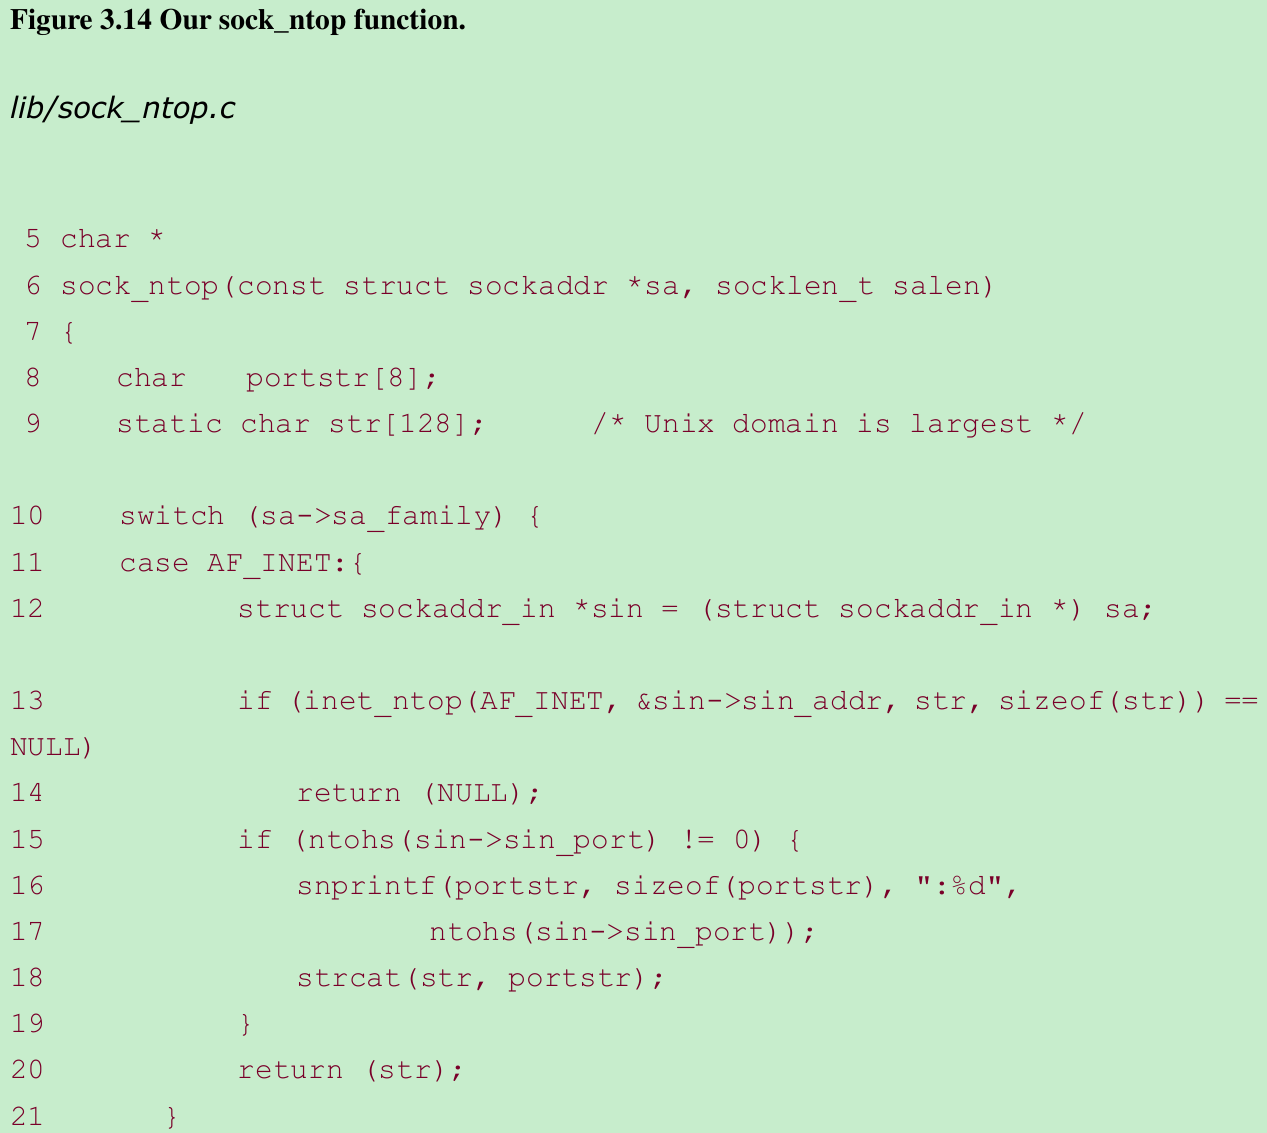 Figure 3.14 Our sock_ntop function.
lib/sock_ntop.c
5 char *
6 sock_ntop(const struct sockaddr *sa, socklen_t salen)
7 {
8     char   portstr[8];
9     static char str[128];      /* Unix domain is largest */
10     switch (sa->sa_family) {
11     case AF_INET:{
12            struct sockaddr_in *sin = (struct sockaddr_in *) sa;
13            if (inet_ntop(AF_INET, &sin->sin_addr, str, sizeof(str)) ==
NULL)
14                return (NULL);
15            if (ntohs(sin->sin_port) != 0) {
16                snprintf(portstr, sizeof(portstr), ":%d",
17                        ntohs(sin->sin_port));
18                strcat(str, portstr);
19            }
20            return (str);
21        }